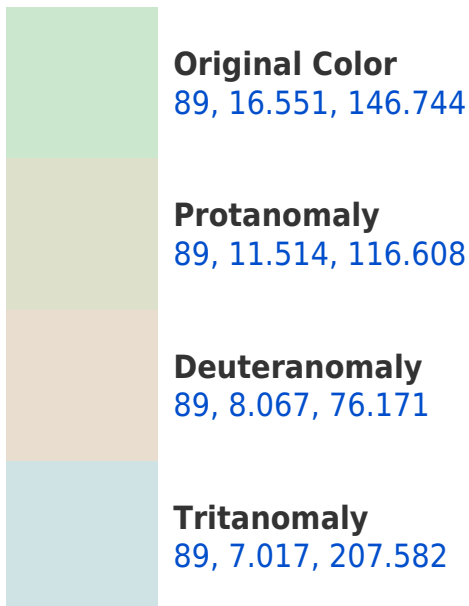 Original Color
89, 16.551, 146.744
Protanomaly
89, 11.514, 116.608
Deuteranomaly
89, 8.067, 76.171
Tritanomaly
89, 7.017, 207.582